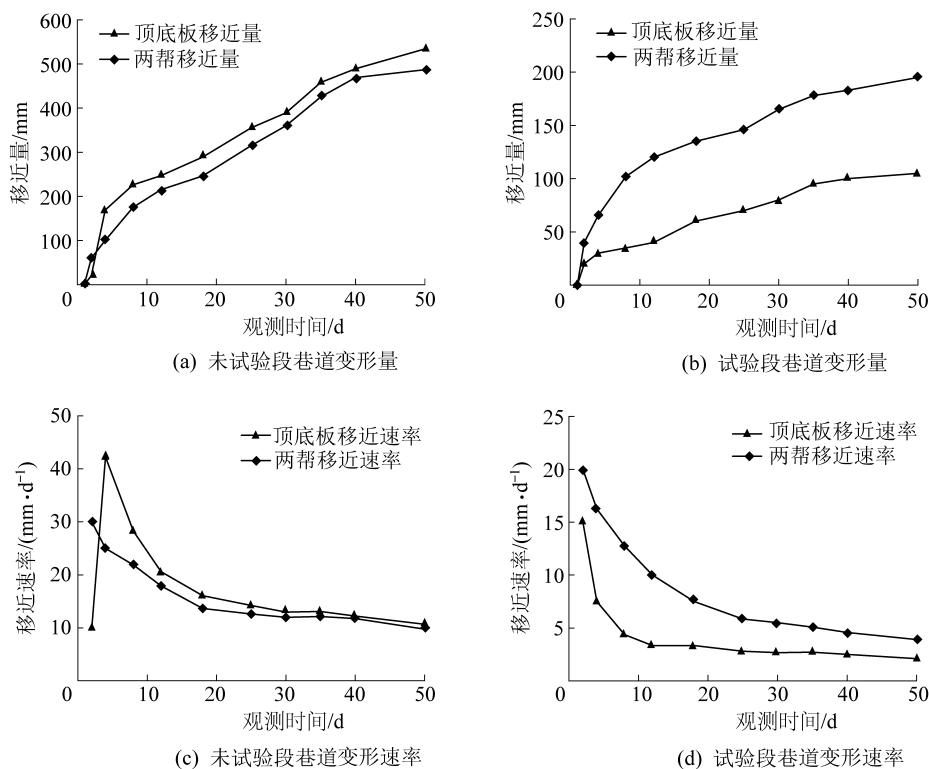 600
500
400
300
200
100
0
10
20
30
40
50
移近量/mm
顶底板移近量
两帮移近量
观测时间/d
(a) 未试验段巷道变形量
250
200
150
100
50
0
10
20
30
40
50
移近量/mm
顶底板移近量
两帮移近量
观测时间/d
(b) 试验段巷道变形量
50
40
30
20
10
0
10
20
30
40
50
移近速率/(mm·d⁻¹)
顶底板移近速率
两帮移近速率
观测时间/d
(c) 未试验段巷道变形速率
25
20
15
10
5
0
10
20
30
40
50
移近速率/(mm·d⁻¹)
顶底板移近速率
两帮移近速率
观测时间/d
(d) 试验段巷道变形速率